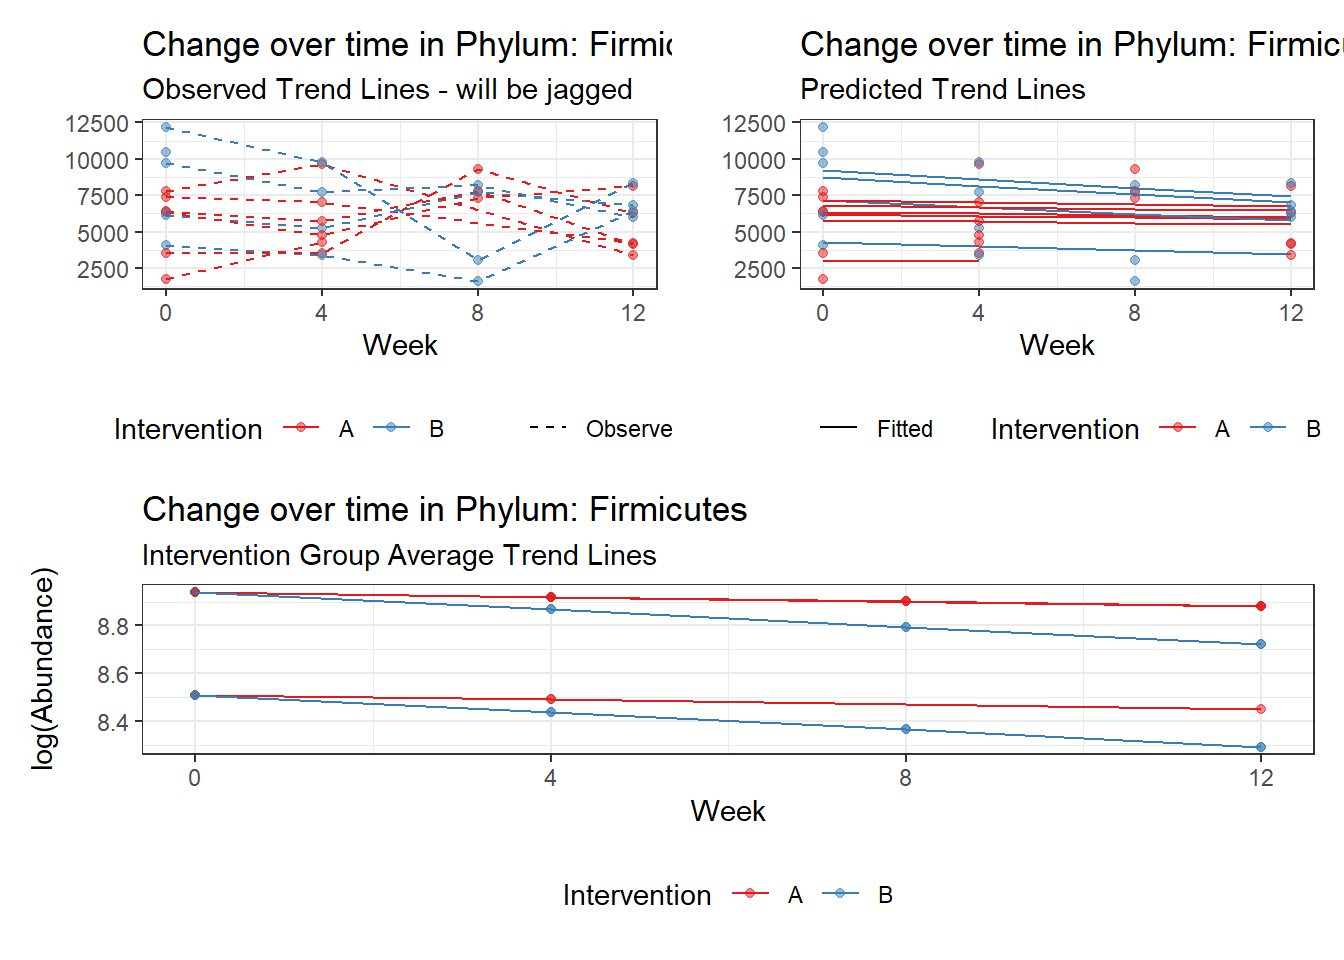 Change over time in Phylum: Firmic
Observed Trend Lines - will be jagged
12500
10000
7500
5000
2500
0 4 8 12
Week
Intervention A B Observe
Change over time in Phylum: Firmicu
Predicted Trend Lines
12500
10000
7500
5000
2500
0 4 8 12
Week
Fitted Intervention A B
Change over time in Phylum: Firmicutes
Intervention Group Average Trend Lines
log(Abundance)
8.8
8.6
8.4
0 4 8 12
Week
Intervention A B